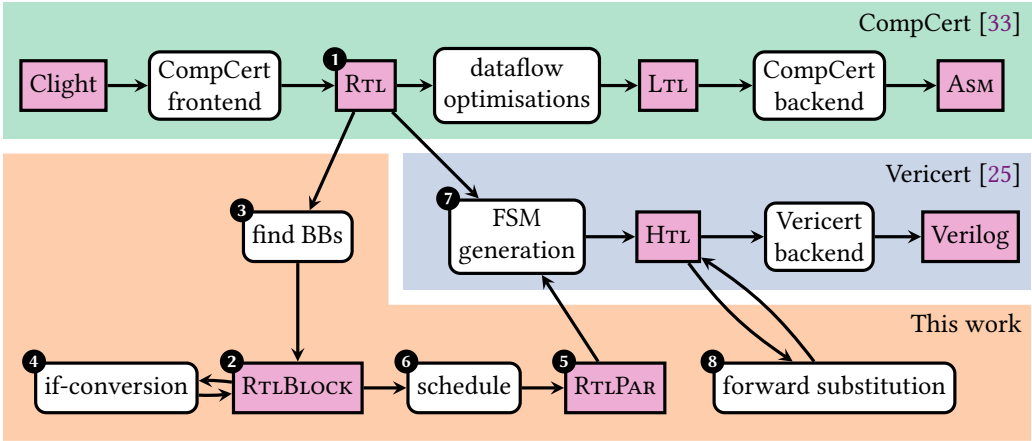 CompCert [33]
1
Clight
CompCert
frontend
RTL
dataflow
optimisations
LTL
CompCert
backend
ASM
Vericert [25]
3
find BBs
7
FSM
generation
HTL
Vericert
backend
Verilog
This work
4
if-conversion
2
RTLBLOCK
6
schedule
5
RTLPAR
8
forward substitution